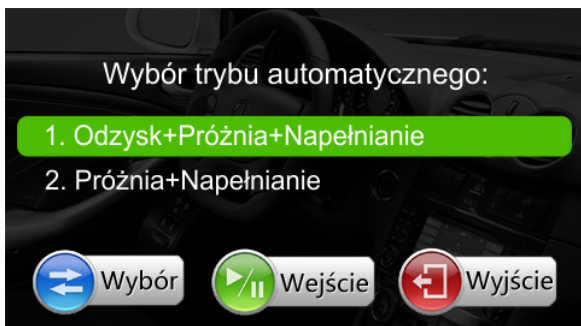 Wybór trybu automatycznego:
1. Odzysk+Próżnia+Napełnianie
2. Próżnia+Napełnianie
Wybór
Wejście
Wyjście